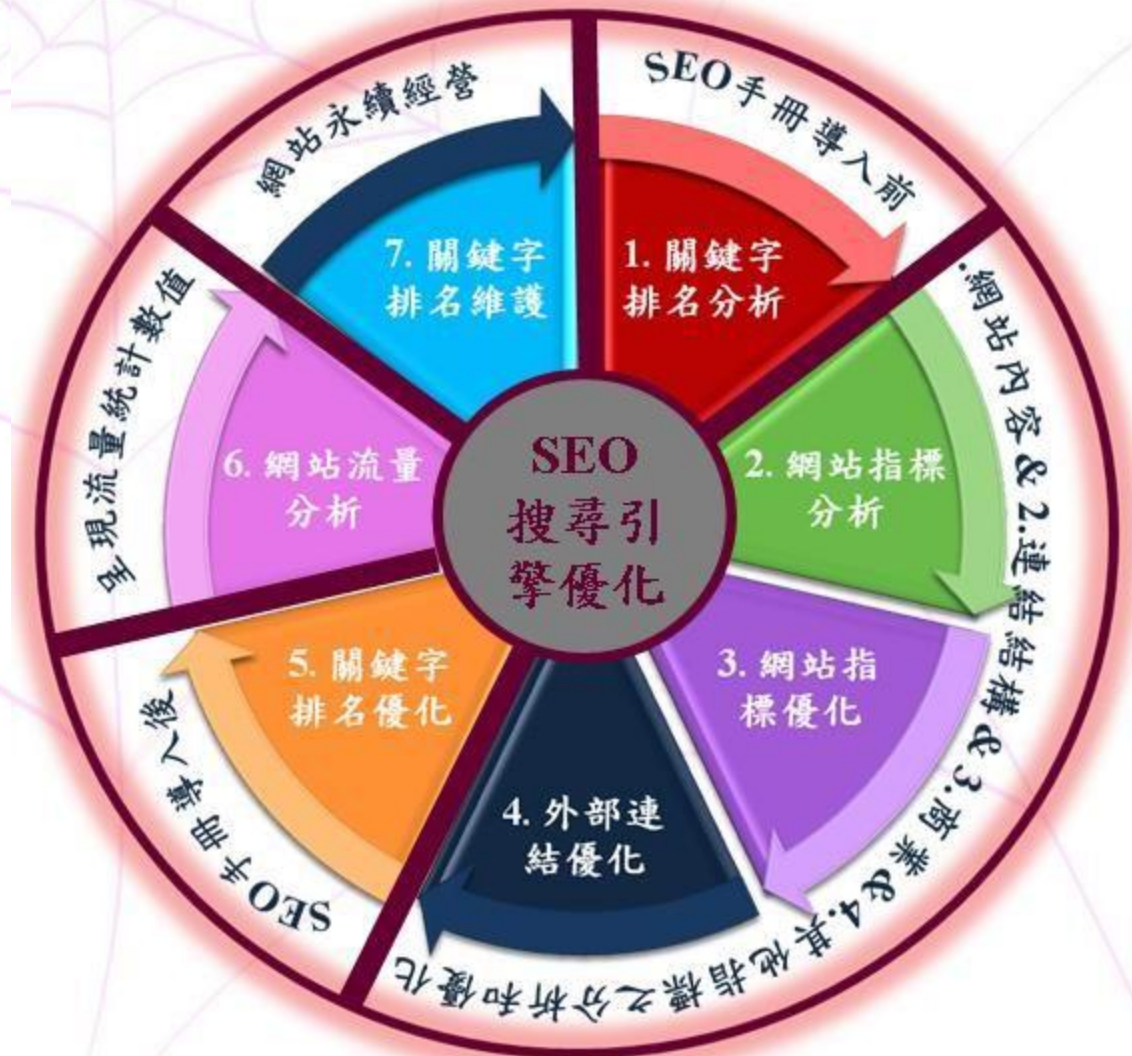 SEO
搜尋引
擎優化
SEO手冊導入前
1. 關鍵字
排名分析
.網站內容&2.連結結構&3.商業&4.其他指標之分析和優化
2. 網站指標
分析
3. 網站指
標優化
4. 外部連
結優化
SEO手冊導入後
5. 關鍵字
排名優化
呈現流量統計數值
6. 網站流量
分析
網站永續經營
7. 關鍵字
排名維護